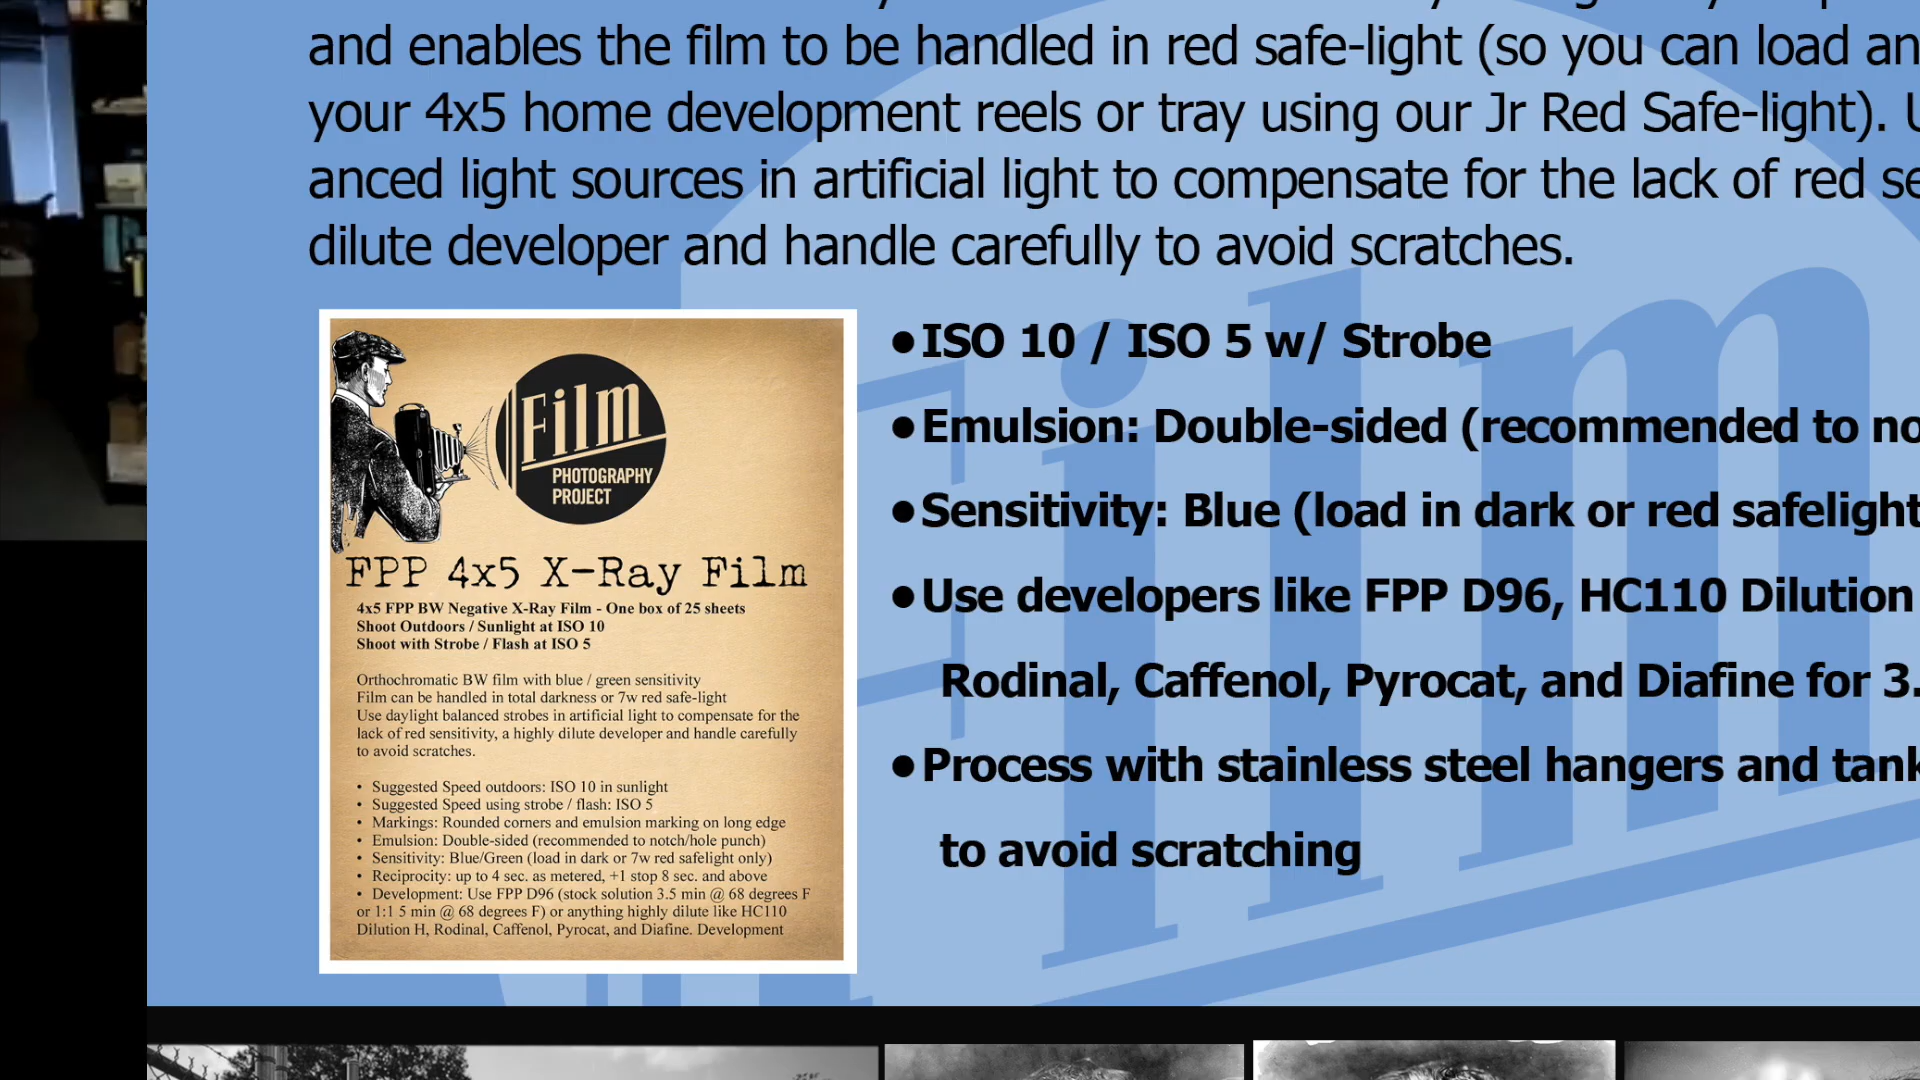 and enables the film to be handled in red safe-light (so you can load an
your 4x5 home development reels or tray using our Jr Red Safe-light). U
anced light sources in artificial light to compensate for the lack of red se
dilute developer and handle carefully to avoid scratches.
Film
PHOTOGRAPHY
PROJECT
FPP 4x5 X-Ray Film
4x5 FPP BW Negative X-Ray Film - One box of 25 sheets
Shoot Outdoors / Sunlight at ISO 10
Shoot with Strobe / Flash at ISO 5
Orthochromatic BW film with blue / green sensitivity
Film can be handled in total darkness or 7w red safe-light
Use daylight balanced strobes in artificial light to compensate for the
lack of red sensitivity, a highly dilute developer and handle carefully
to avoid scratches.
• Suggested Speed outdoors: ISO 10 in sunlight
• Suggested Speed using strobe / flash: ISO 5
• Markings: Rounded corners and emulsion marking on long edge
• Emulsion: Double-sided (recommended to notch/hole punch)
• Sensitivity: Blue/Green (load in dark or 7w red safelight only)
• Reciprocity: up to 4 sec. as metered, +1 stop 8 sec. and above
• Development: Use FPP D96 (stock solution 3.5 min @ 68 degrees F
or 1:1 5 min @ 68 degrees F) or anything highly dilute like HC110
Dilution H, Rodinal, Caffenol, Pyrocat, and Diafine. Development
•ISO 10 / ISO 5 w/ Strobe
•Emulsion: Double-sided (recommended to no
•Sensitivity: Blue (load in dark or red safelight
•Use developers like FPP D96, HC110 Dilution
Rodinal, Caffenol, Pyrocat, and Diafine for 3.
•Process with stainless steel hangers and tank
to avoid scratching
Film